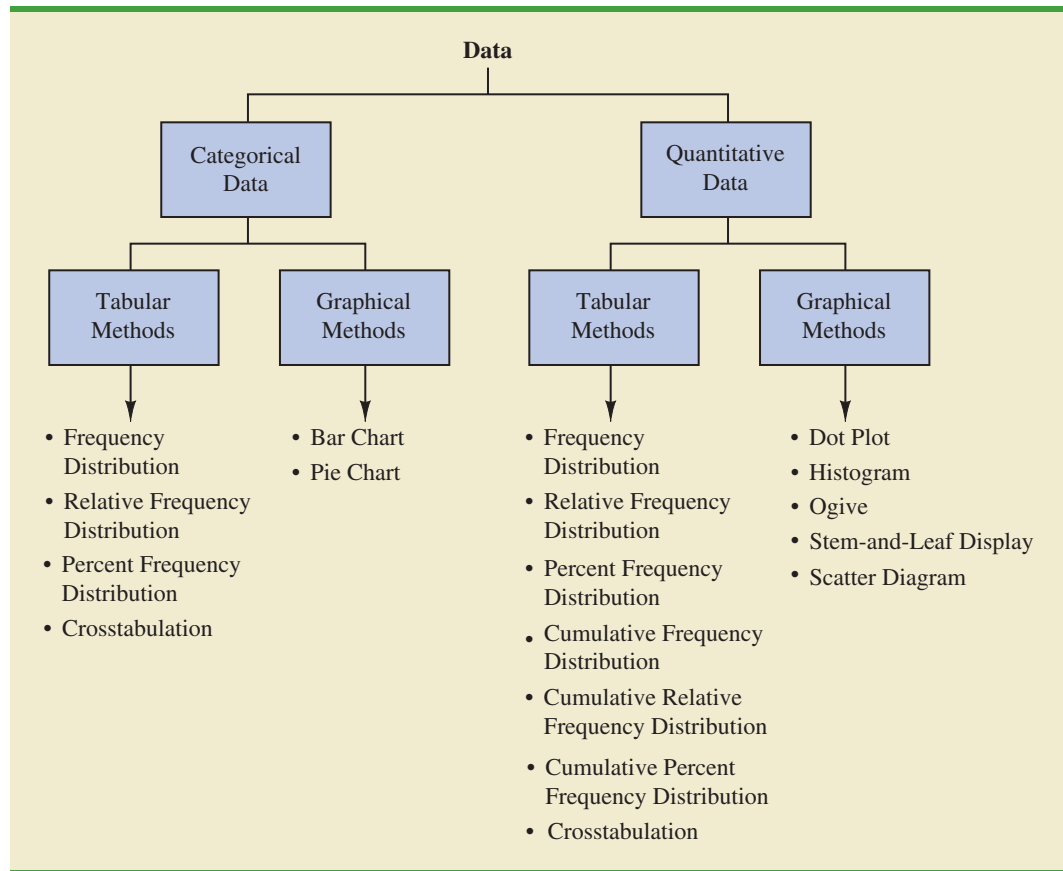 Data
Categorical
Data
Quantitative
Data
Tabular
Methods
Graphical
Methods
Tabular
Methods
Graphical
Methods
• Frequency
Distribution
• Relative Frequency
Distribution
• Percent Frequency
Distribution
• Crosstabulation
• Bar Chart
• Pie Chart
• Frequency
Distribution
• Relative Frequency
Distribution
• Percent Frequency
Distribution
• Cumulative Frequency
Distribution
• Cumulative Relative
Frequency Distribution
• Cumulative Percent
Frequency Distribution
• Crosstabulation
• Dot Plot
• Histogram
• Ogive
• Stem-and-Leaf Display
• Scatter Diagram